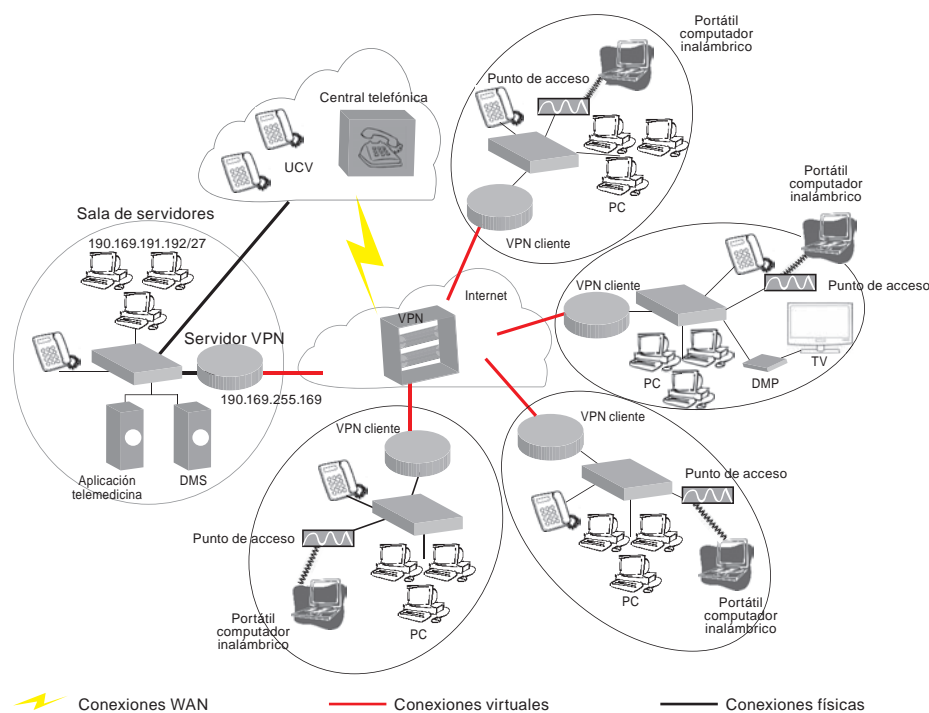 Portátil
computador
inalámbrico
Punto de acceso
Central telefónica
UCV
PC
VPN cliente
Sala de servidores
190.169.191.192/27
Servidor VPN
190.169.255.169
Aplicación
telemedicina
DMS
Internet
VPN
Portátil
computador
inalámbrico
VPN cliente
Punto de acceso
PC
DMP
TV
VPN cliente
Punto de acceso
PC
Portátil
computador
inalámbrico
VPN cliente
Punto de acceso
PC
Portátil
computador
inalámbrico
Conexiones WAN
Conexiones virtuales
Conexiones físicas